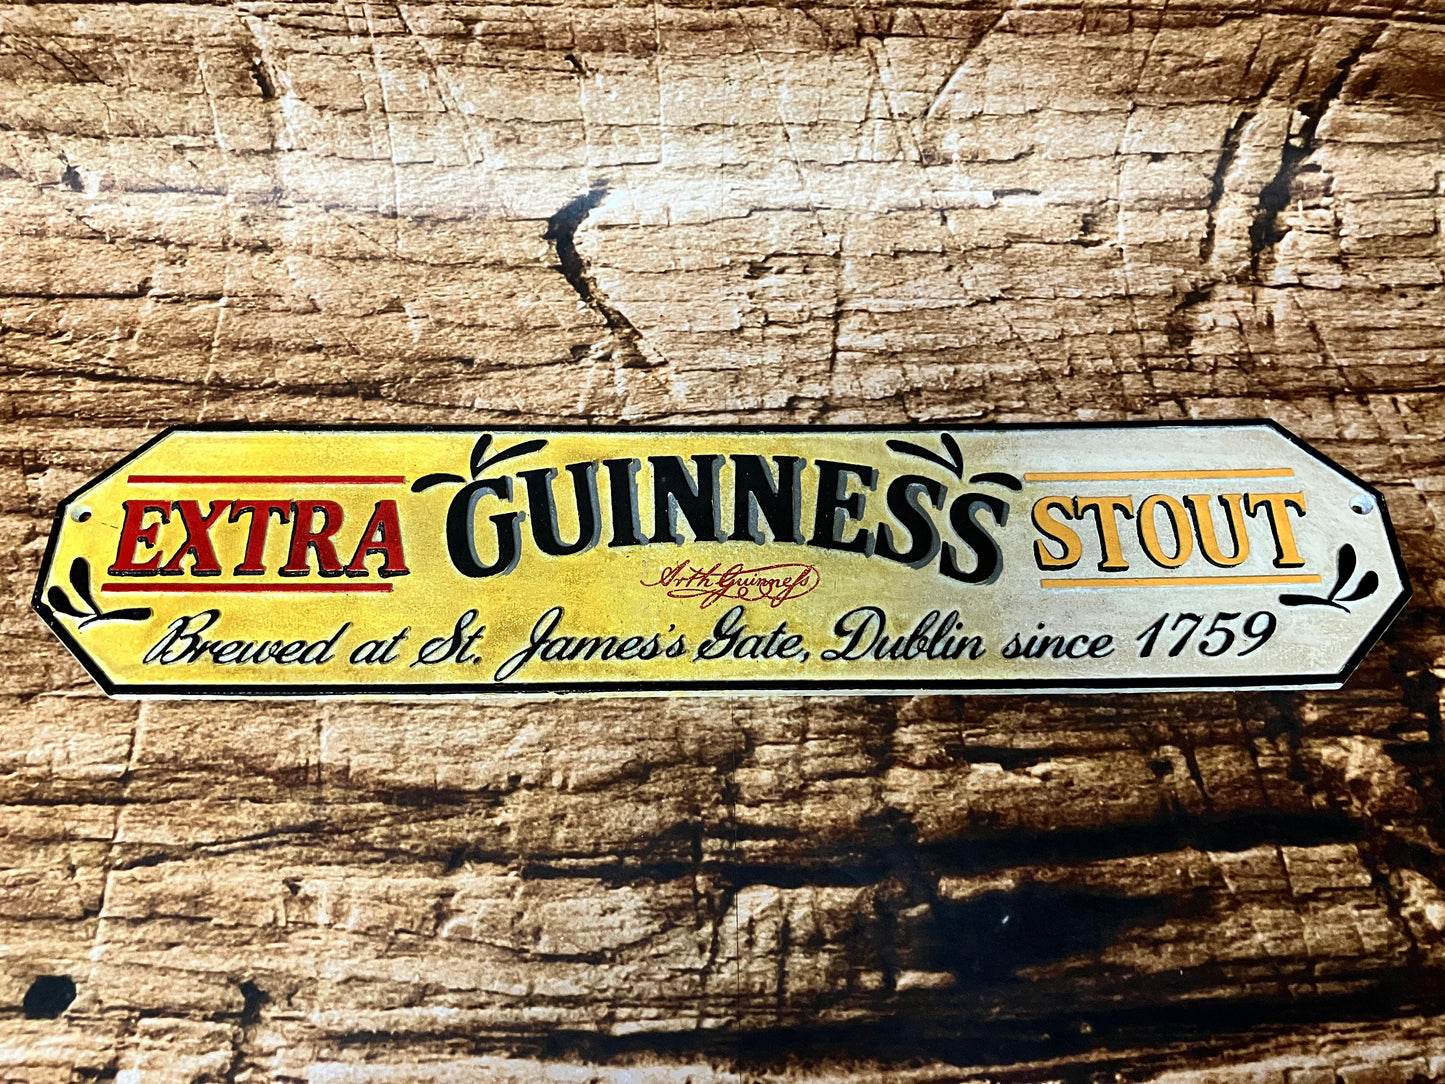 EXTRA GUINNESS STOUT
Arth Guinness
Brewed at St. James's Gate, Dublin since 1759